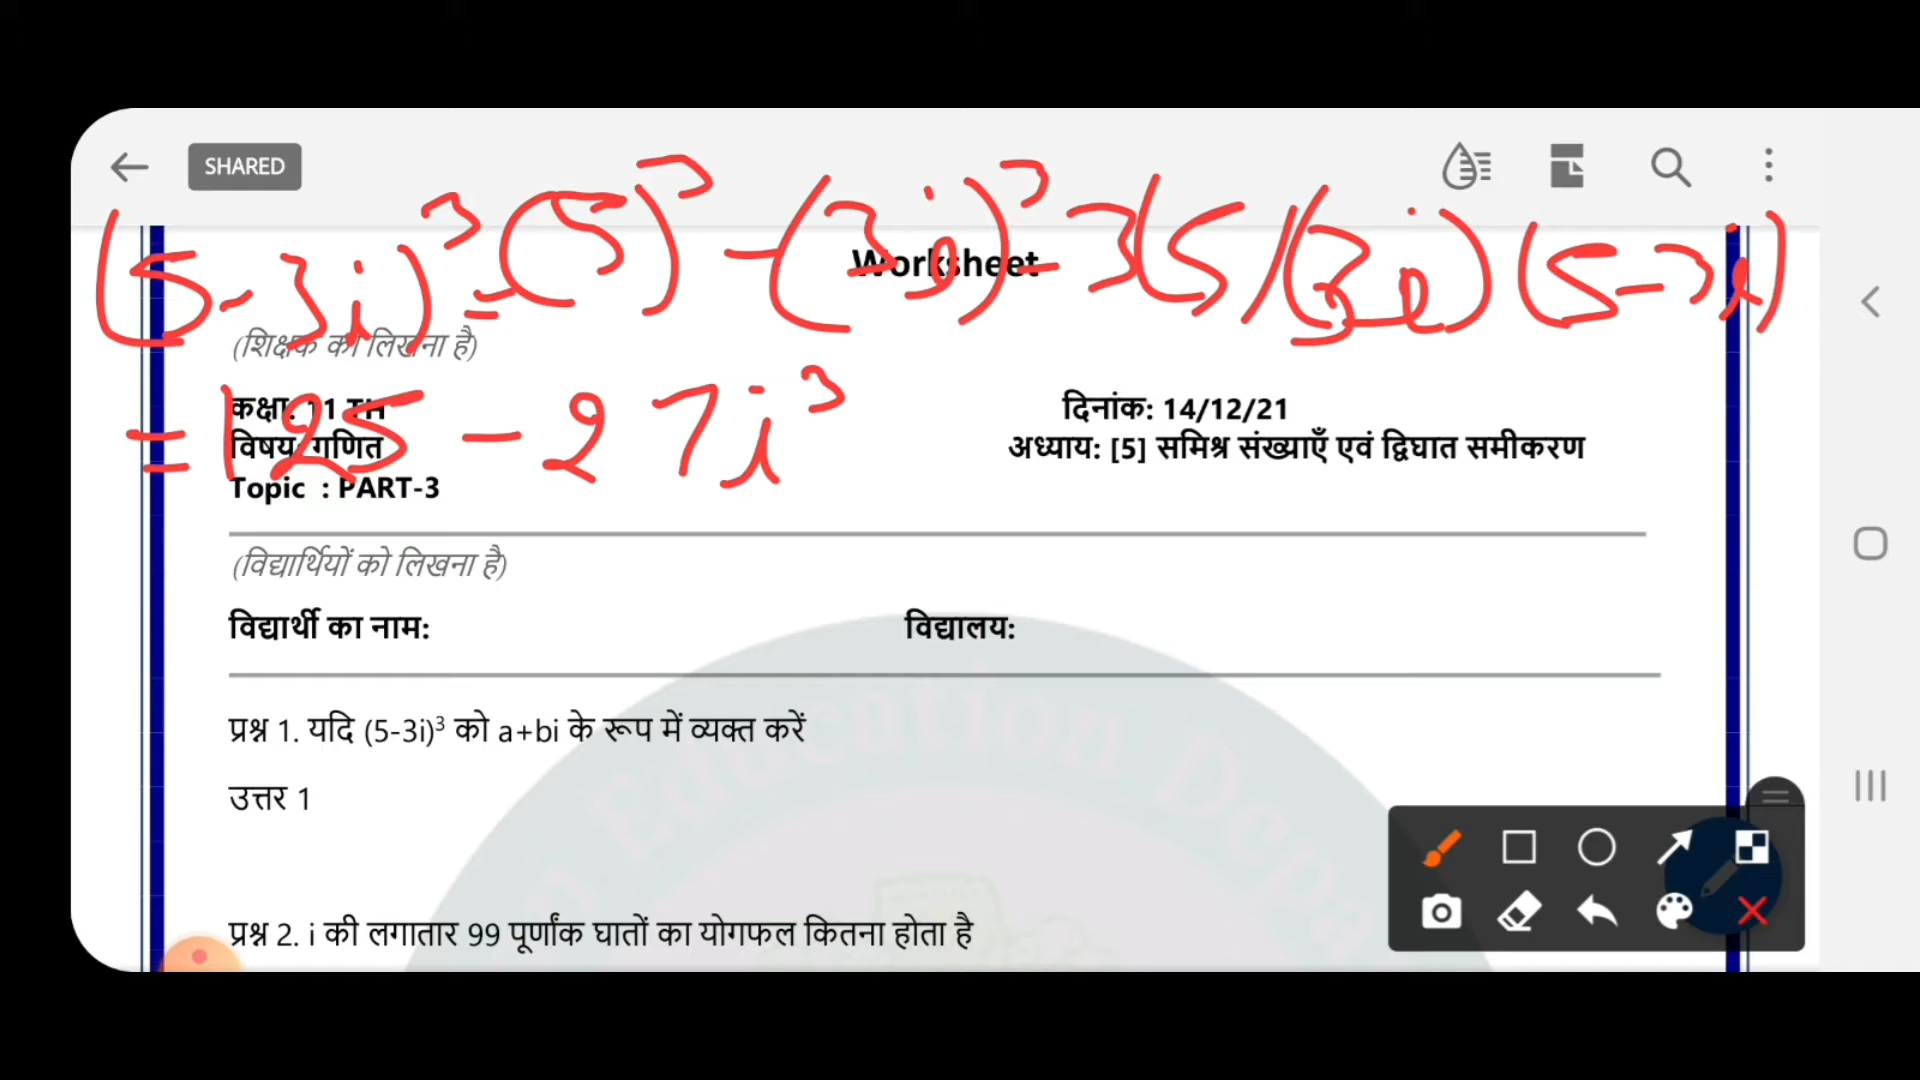 SHARED
(5-3i)³=(5)³-(3i)³-3(5)(3i)(5-3i)
Worksheet
(शिक्षक को लिखना है)
= 125 - 27i³
कक्षा: 11 TH
दिनांक: 14/12/21
विषय: गणित
अध्याय: [5] समिश्र संख्याएँ एवं द्विघात समीकरण
Topic : PART-3
(विद्यार्थियों को लिखना है)
विद्यार्थी का नाम:
विद्यालय:
प्रश्न 1. यदि (5-3i)³ को a+bi के रूप में व्यक्त करें
उत्तर 1
प्रश्न 2. i की लगातार 99 पूर्णांक घातों का योगफल कितना होता है
Education